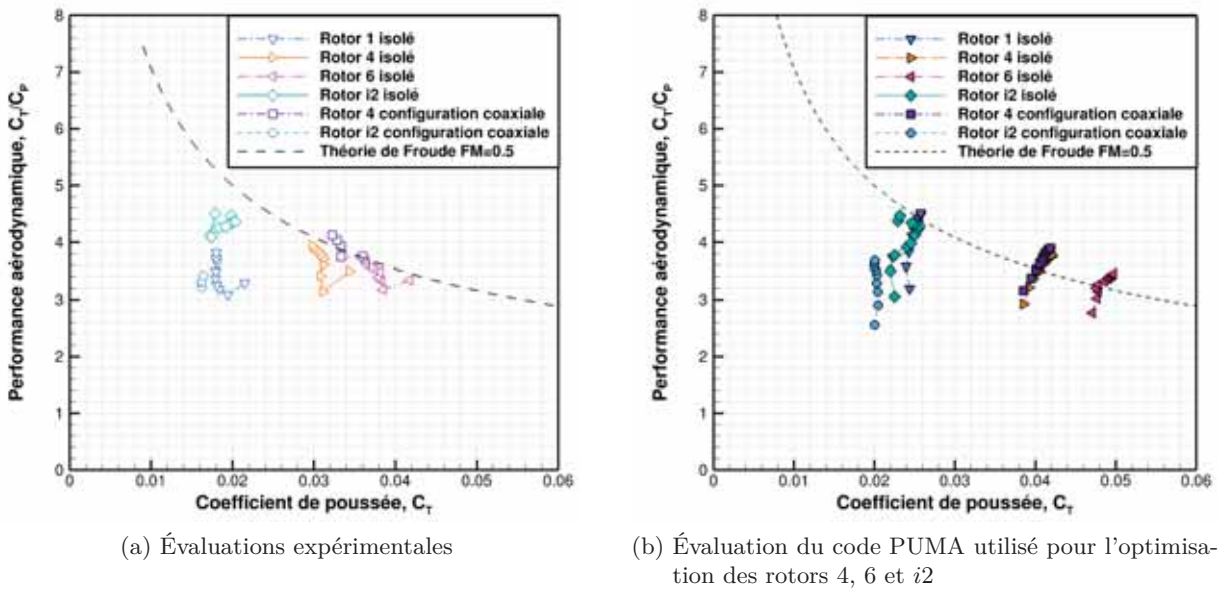 Performance aérodynamique, C_T/C_P
8
7
6
5
4
3
2
1
0
Rotor 1 isolé
Rotor 4 isolé
Rotor 6 isolé
Rotor i2 isolé
Rotor 4 configuration coaxiale
Rotor i2 configuration coaxiale
Théorie de Froude FM=0.5
0 0.01 0.02 0.03 0.04 0.05 0.06
Coefficient de poussée, C_T
(a) Évaluations expérimentales
Performance aérodynamique, C_T/C_P
8
7
6
5
4
3
2
1
0
Rotor 1 isolé
Rotor 4 isolé
Rotor 6 isolé
Rotor i2 isolé
Rotor 4 configuration coaxiale
Rotor i2 configuration coaxiale
Théorie de Froude FM=0.5
0 0.01 0.02 0.03 0.04 0.05 0.06
Coefficient de poussée, C_T
(b) Évaluation du code PUMA utilisé pour l'optimisa-
tion des rotors 4, 6 et i2